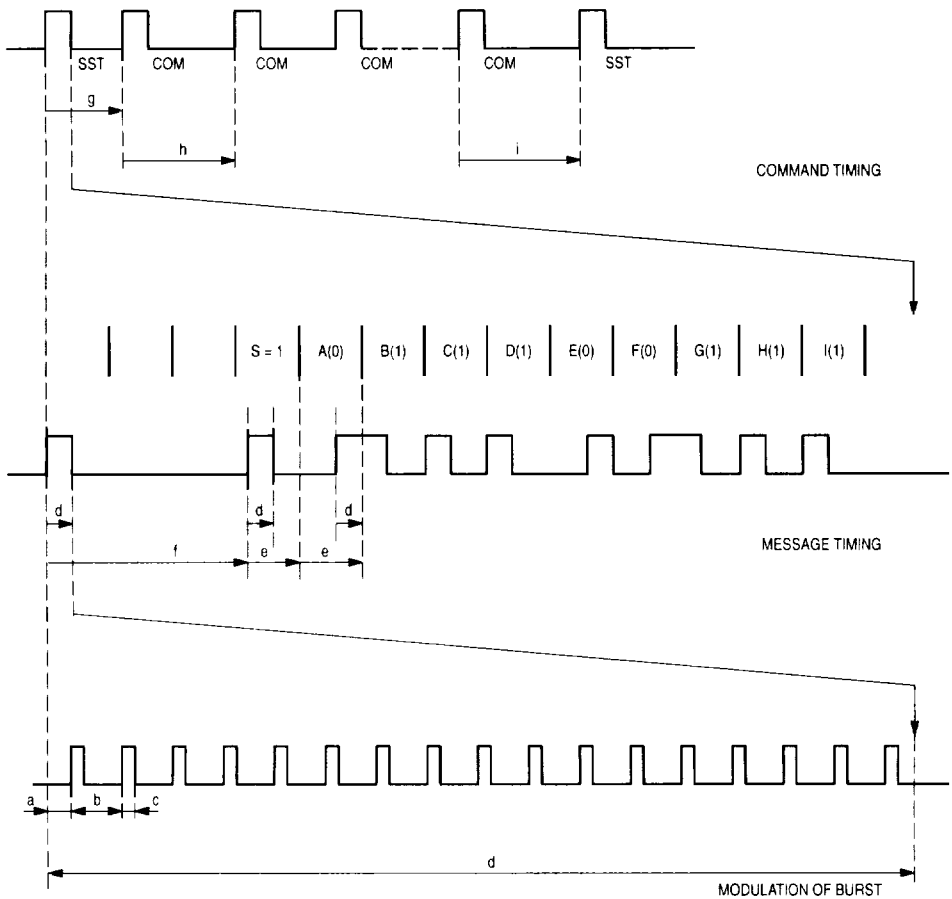 SST COM COM COM COM SST
g
h i
COMMAND TIMING
S = 1 A(0) B(1) C(1) D(1) E(0) F(0) G(1) H(1) I(1)
d d d
MESSAGE TIMING
f e e
a b c
d
MODULATION OF BURST